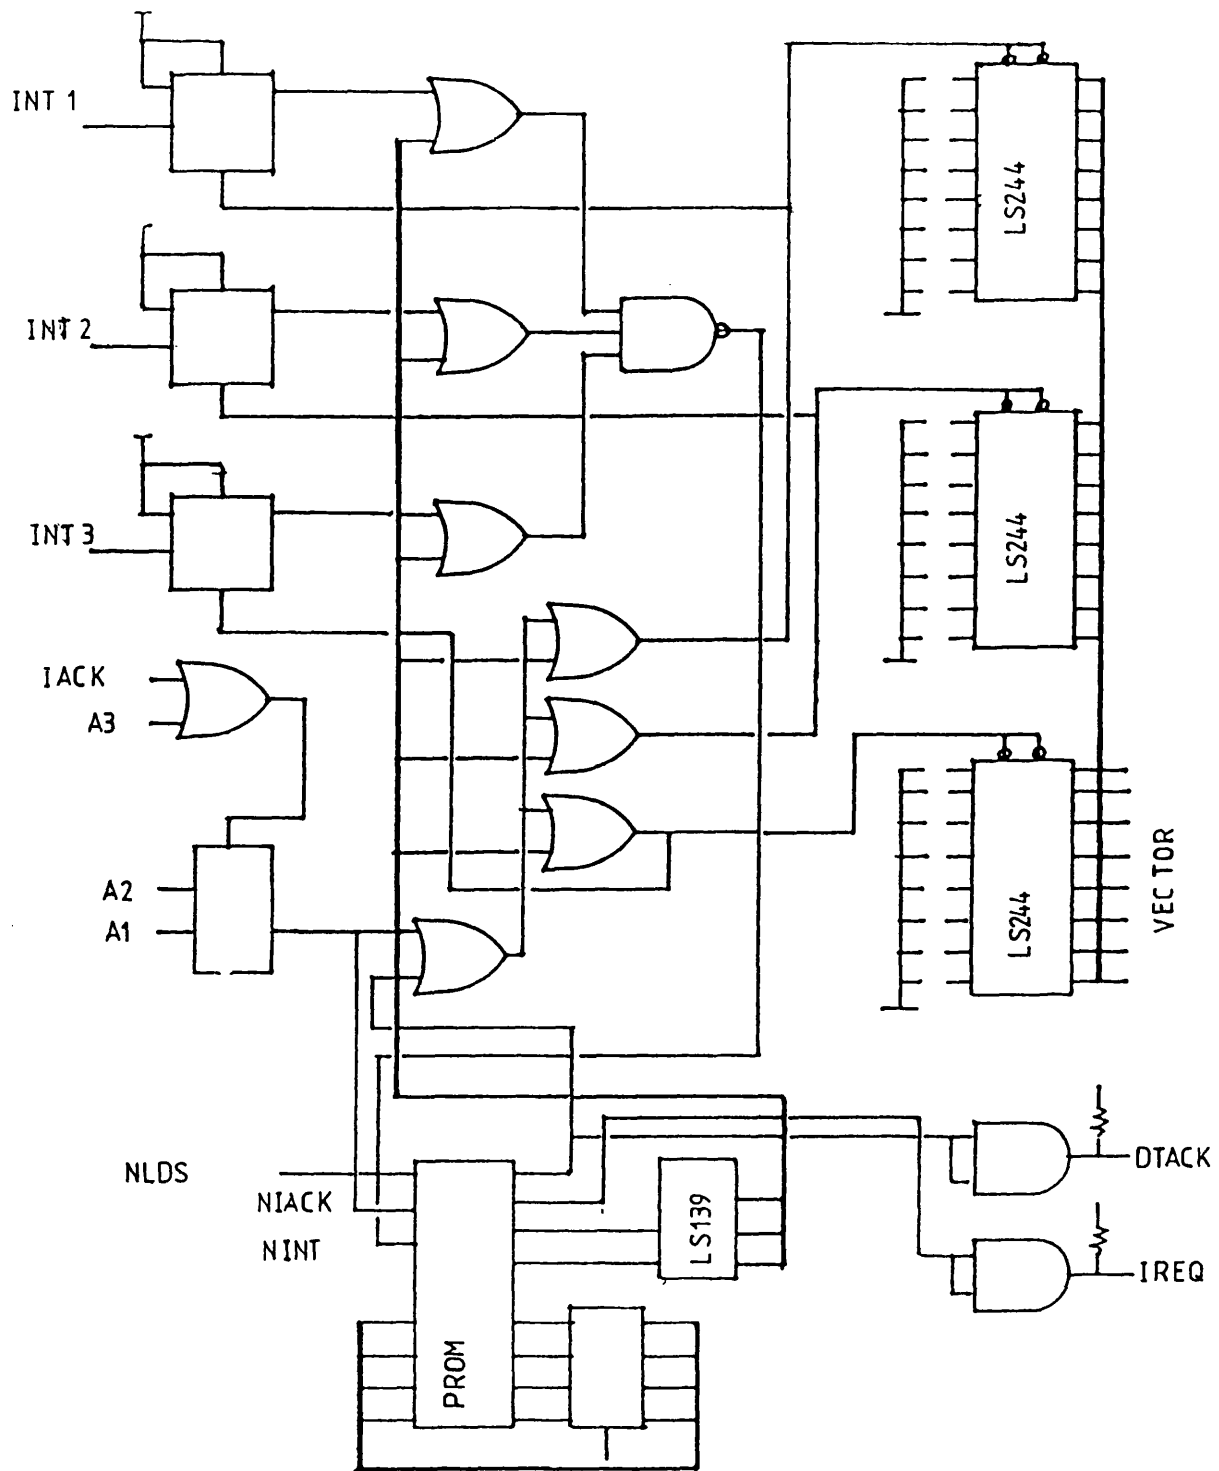 INT 1
INT 2
INT 3
IACK
A3
A2
A1
NLDS
NIACK
NINT
PROM
LS139
LS244
LS244
LS244
VECTOR
DTACK
IREQ